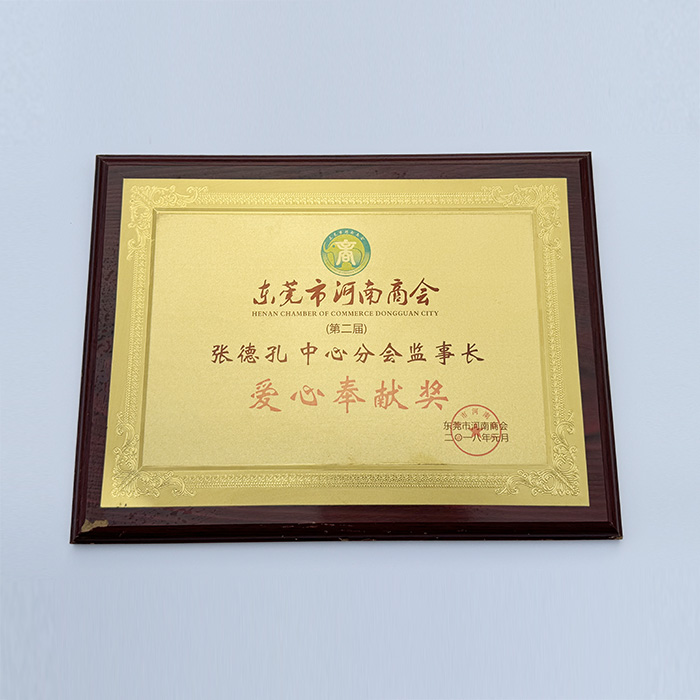 商
东莞市河南商会
HENAN CHAMBER OF COMMERCE DONGGUAN CITY
(第二届)
张德孔 中心分会监事长
爱心奉献奖
东莞市河南商会
二〇一八年元月